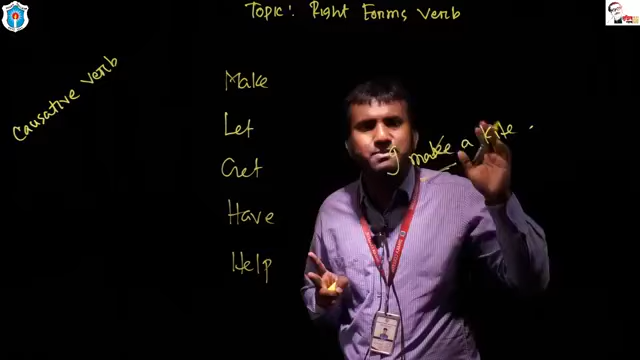 Topic: Right Forms Verb
Causative verb
Make
Let
Get
Have
Help
I make a kite.